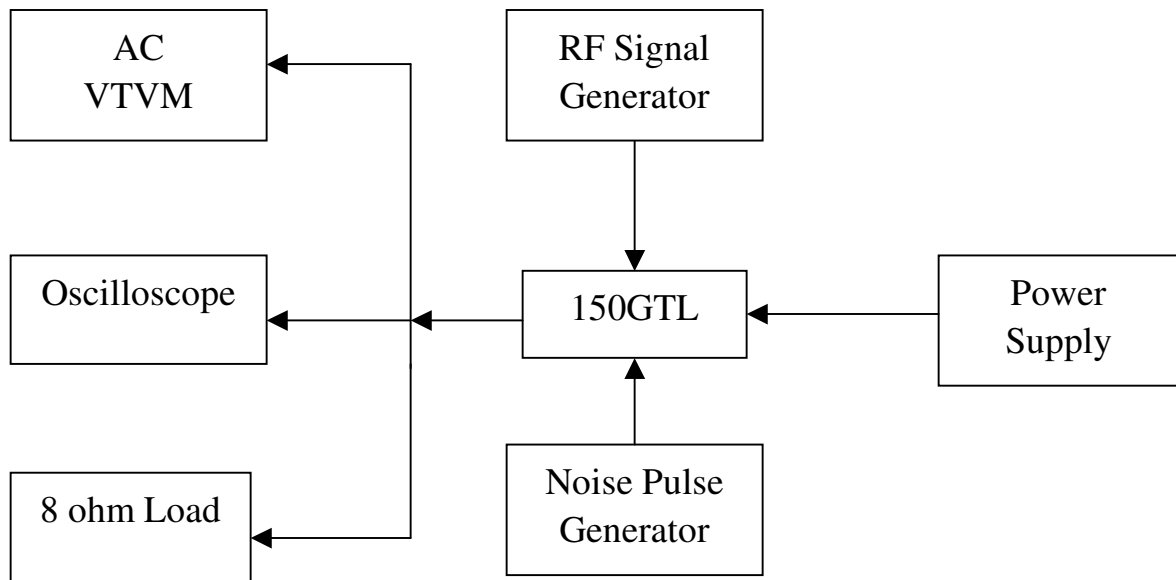 AC
VTVM
RF Signal
Generator
Oscilloscope
150GTL
Power
Supply
8 ohm Load
Noise Pulse
Generator